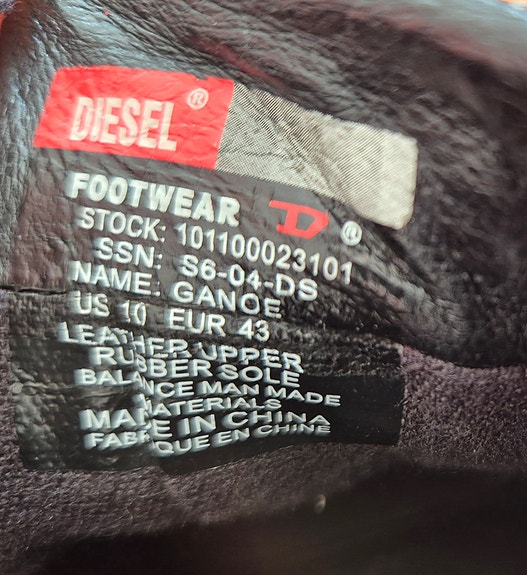 DIESEL®
FOOTWEAR D®
STOCK: 101100023101
SSN: S6-04-DS
NAME: GANOE
US 10 EUR 43
LEATHER UPPER
RUBBER SOLE
BALANCE MAN MADE
MATERIALS
MADE IN CHINA
FABRIQUE EN CHINE